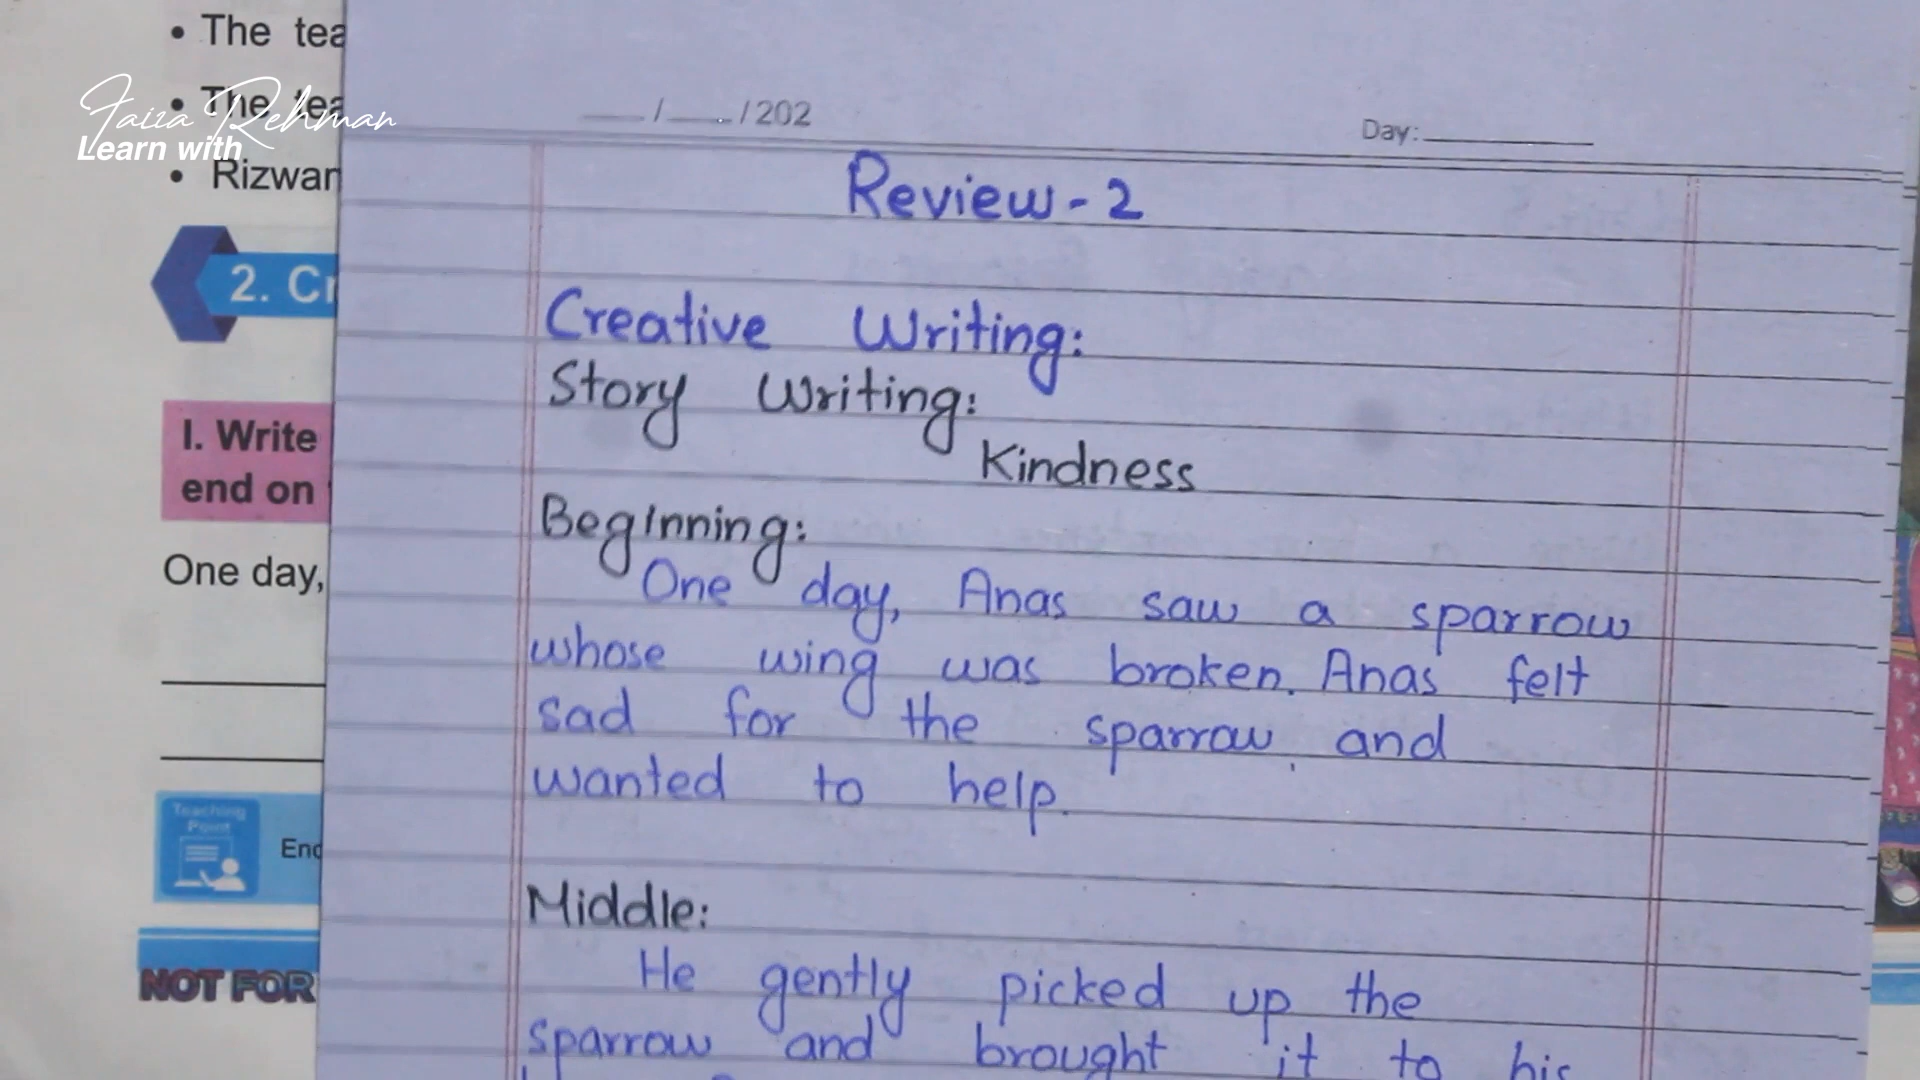 • The tea
• The tea
• Rizwan
Faiza Rehman
Learn with
2. Cr
I. Write
end on
One day,
Teaching
Point
End
NOT FOR
/ /202
Day:
Review-2
Creative Writing:
Story Writing:
Kindness
Beginning:
One day, Anas saw a sparrow
whose wing was broken. Anas felt
sad for the sparrow and
wanted to help.
Middle:
He gently picked up the
sparrow and brought it to his